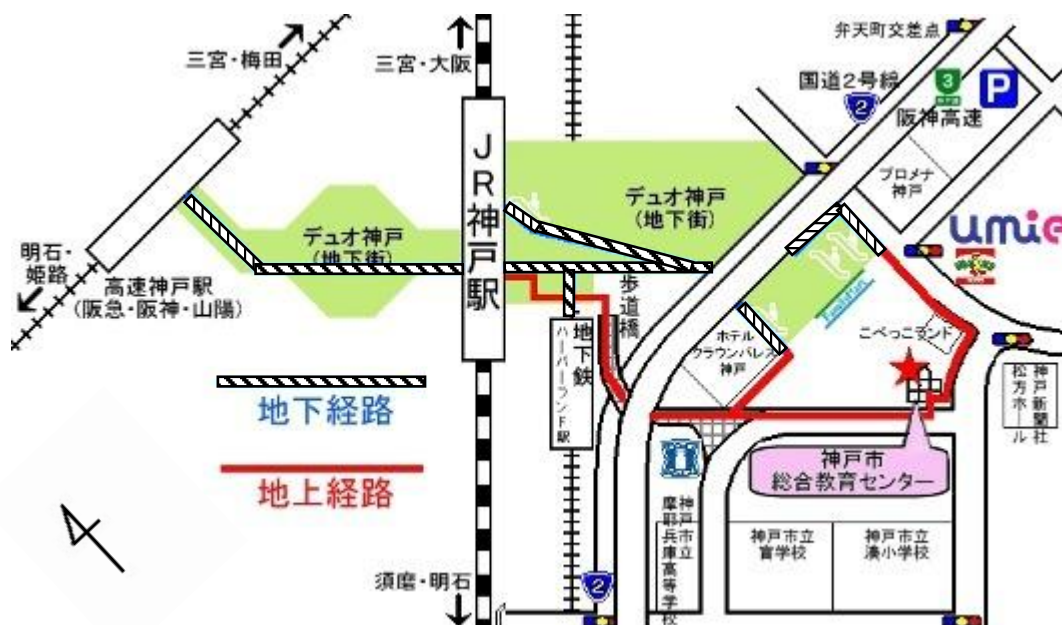 三宮・梅田
三宮・大阪
弁天町交差点
国道2号線
2
3
P
阪神高速
プロメナ
神戸
umie
デュオ神戸
(地下街)
デュオ神戸
(地下街)
JR神戸駅
明石・
姫路
高速神戸駅
(阪急・阪神・山陽)
歩道橋
地下鉄
ハーバーランド駅
ホテル
クラウンパレス
神戸
FamilyMart
こべっこランド
神戸新聞社
松方ホール
地下経路
地上経路
神戸市
総合教育センター
神戸市立
摩耶兵庫高等学校
神戸市立
盲学校
神戸市立
湊小学校
須磨・明石
2